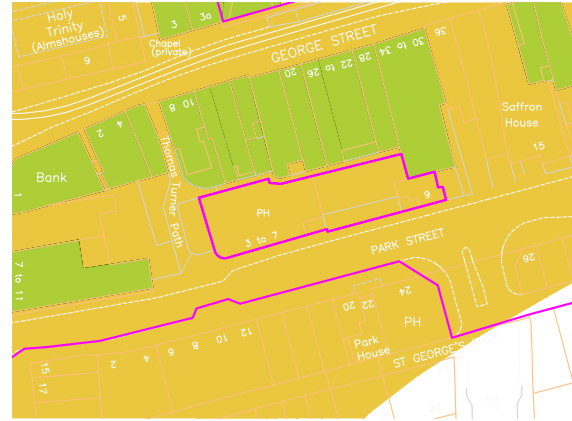 Holy
Trinity
(Almshouses)
5
6
3
3a
Chapel
(private)
GEORGE STREET
36
30 to 34
28
22 to 26
20
10
8
4
2
Bank
1
Thomas Turner Path
Saffron
House
15
PH
3 to 7
9
PARK STREET
7 to 11
26
24
22
20
PH
Park
House
ST GEORGE'S
12
10
8
6
4
2
15
17